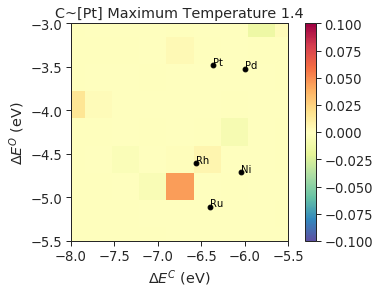 C~[Pt] Maximum Temperature 1.4
−3.0
−3.5
−4.0
−4.5
−5.0
−5.5
ΔE^O (eV)
Pt
Pd
Rh
Ni
Ru
−8.0 −7.5 −7.0 −6.5 −6.0 −5.5
ΔE^C (eV)
0.100
0.075
0.050
0.025
0.000
−0.025
−0.050
−0.075
−0.100